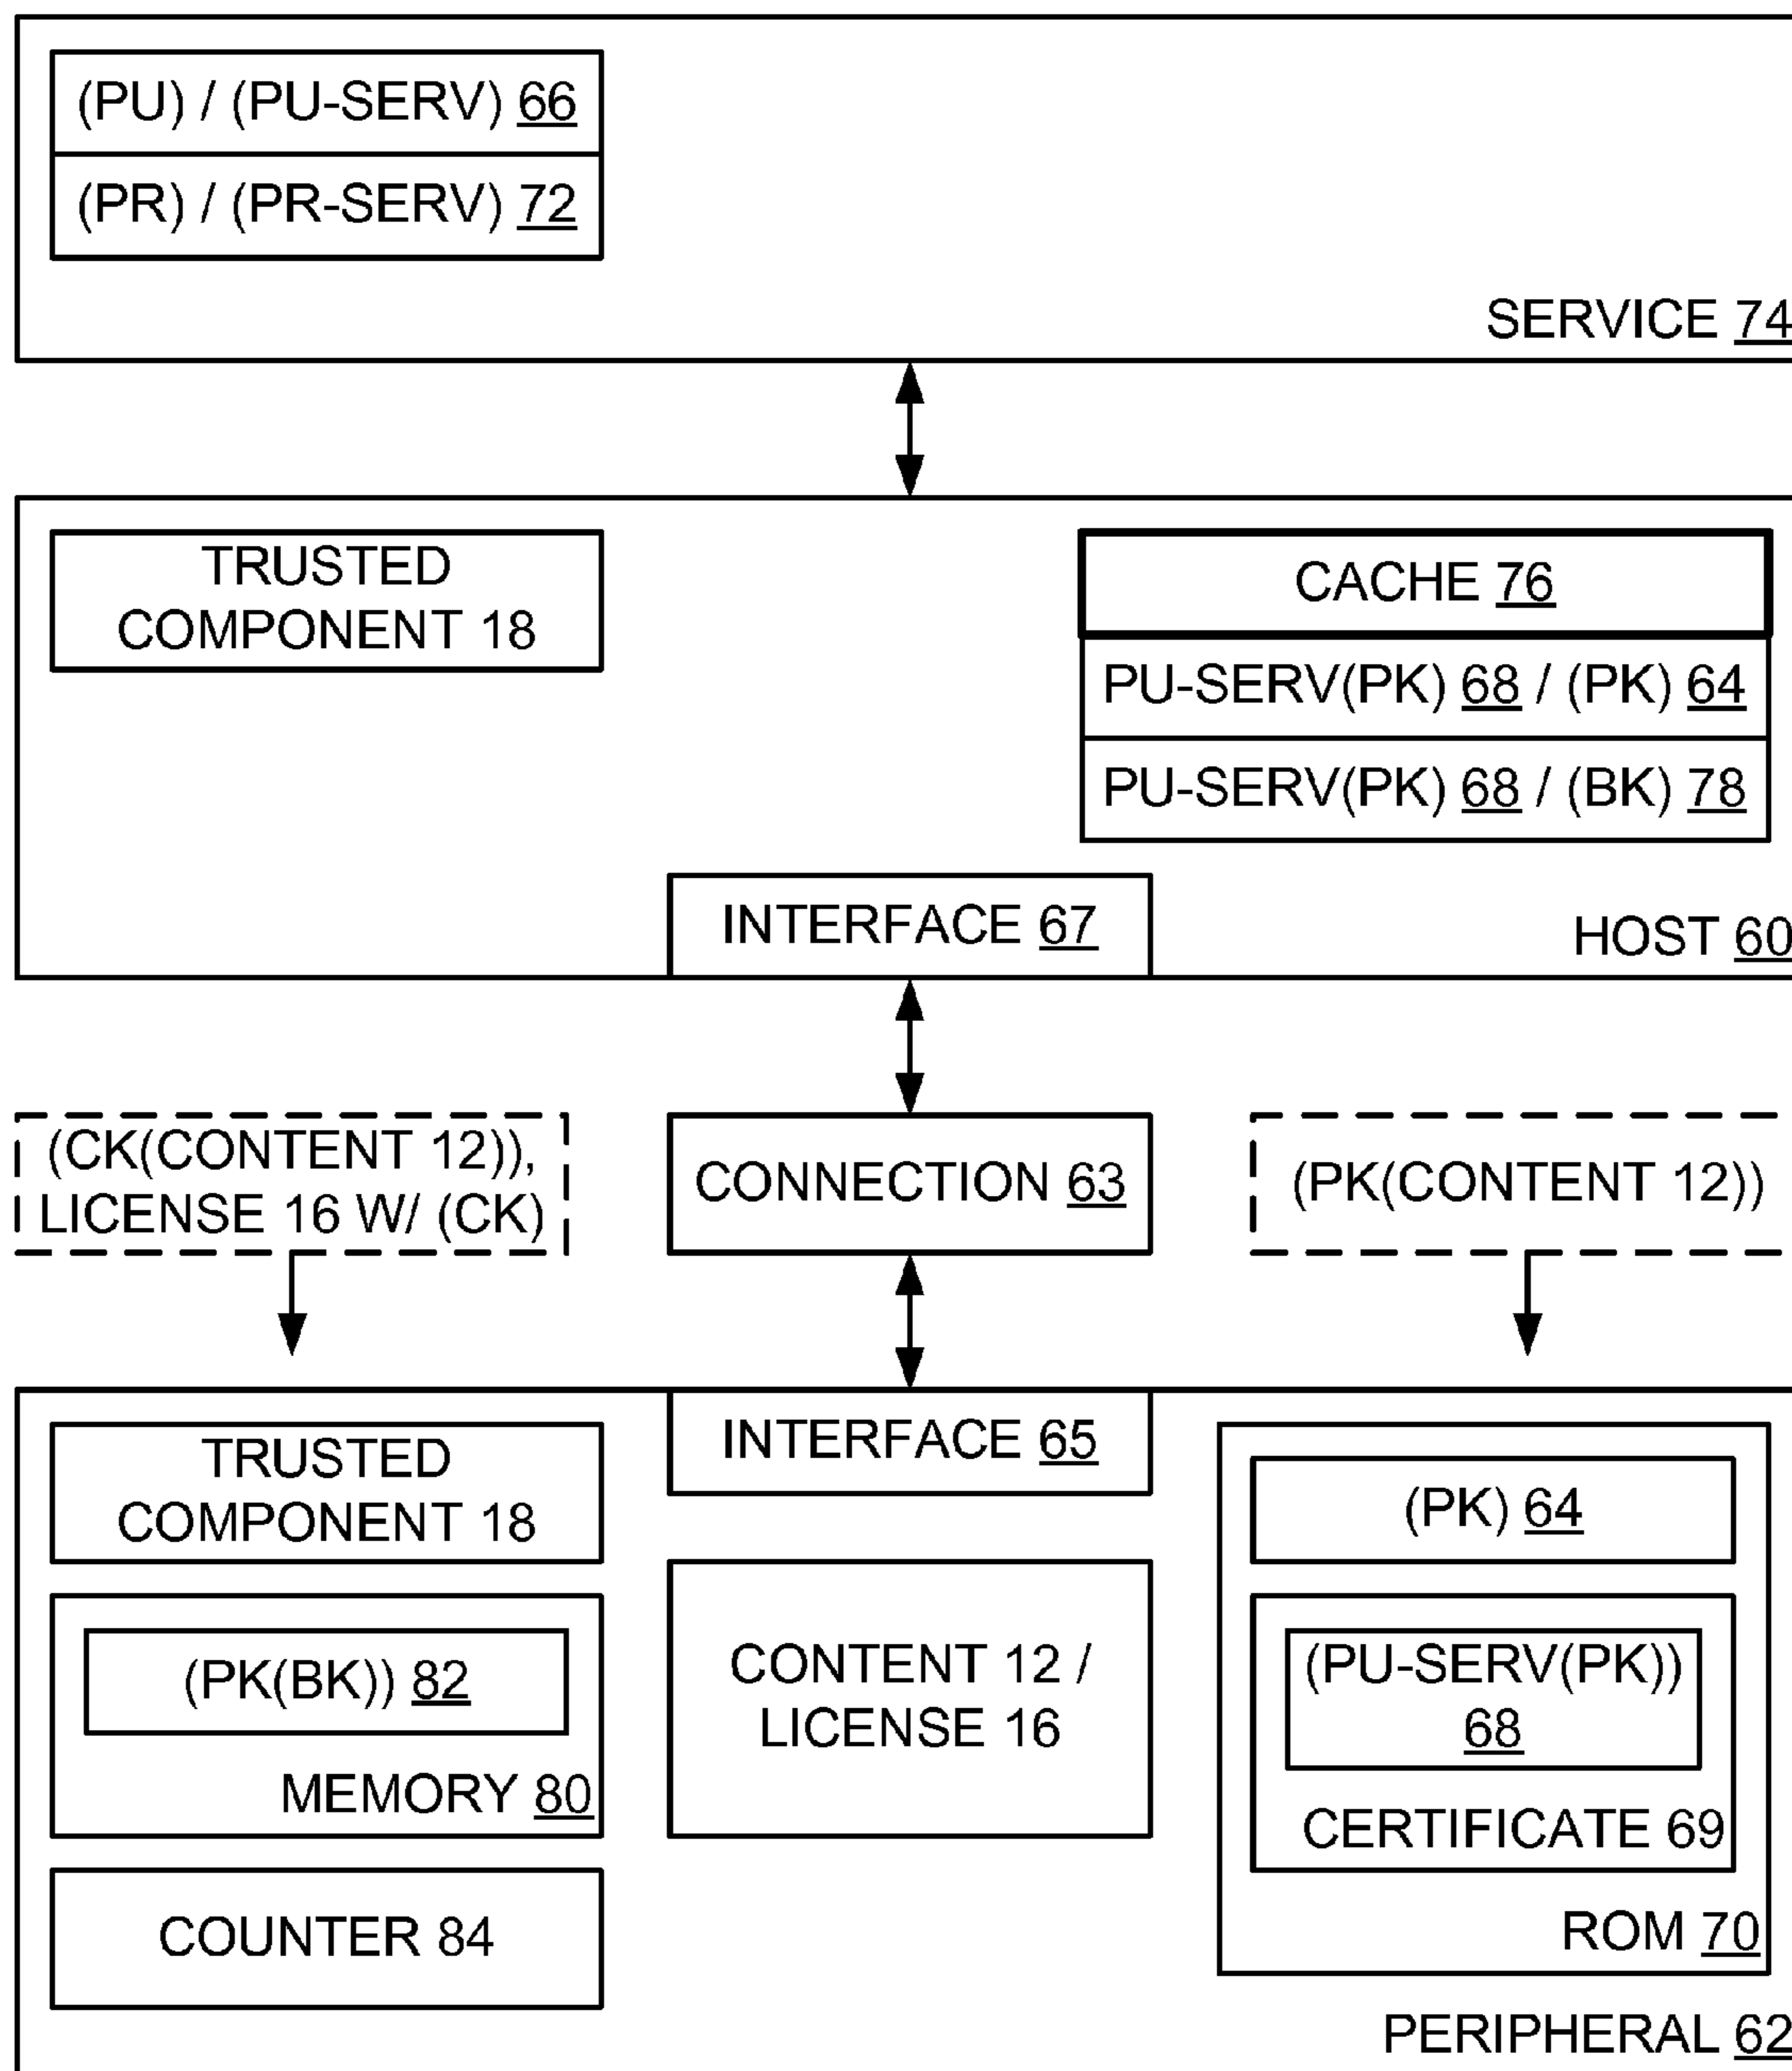 (PU) / (PU-SERV) 66
(PR) / (PR-SERV) 72
SERVICE 74
TRUSTED
COMPONENT 18
CACHE 76
PU-SERV(PK) 68 / (PK) 64
PU-SERV(PK) 68 / (BK) 78
INTERFACE 67
HOST 60
(CK(CONTENT 12)),
LICENSE 16 W/ (CK)
CONNECTION 63
(PK(CONTENT 12))
TRUSTED
COMPONENT 18
(PK(BK)) 82
MEMORY 80
COUNTER 84
INTERFACE 65
CONTENT 12 /
LICENSE 16
(PK) 64
(PU-SERV(PK))
68
CERTIFICATE 69
ROM 70
PERIPHERAL 62